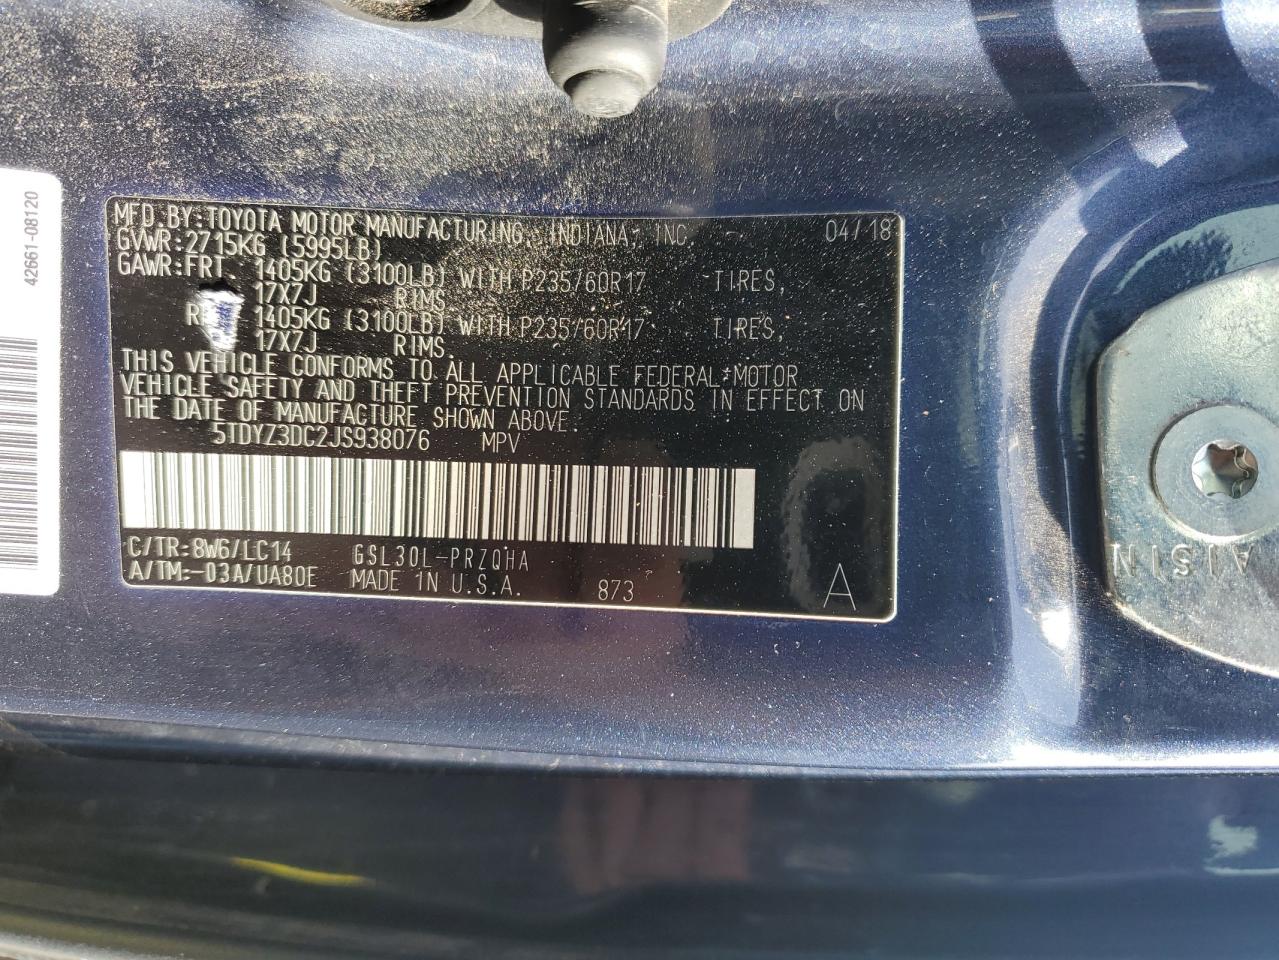 42661-08120
MFD.BY:TOYOTA MOTOR MANUFACTURING, INDIANA, INC. 04/18
GVWR:2715KG (5995LB)
GAWR:FRT. 1405KG (3100LB) WITH P235/60R17 TIRES,
17X7J RIMS.
1405KG (3100LB) WITH P235/60R17 TIRES,
17X7J RIMS.
THIS VEHICLE CONFORMS TO ALL APPLICABLE FEDERAL MOTOR
VEHICLE SAFETY AND THEFT PREVENTION STANDARDS IN EFFECT ON
THE DATE OF MANUFACTURE SHOWN ABOVE.
5TDYZ3DC2JS938076 MPV
C/TR:8W6/LC14 GSL30L-PRZQHA
A/TM:-03A/UA80E MADE IN U.S.A. 873 A
AISIN